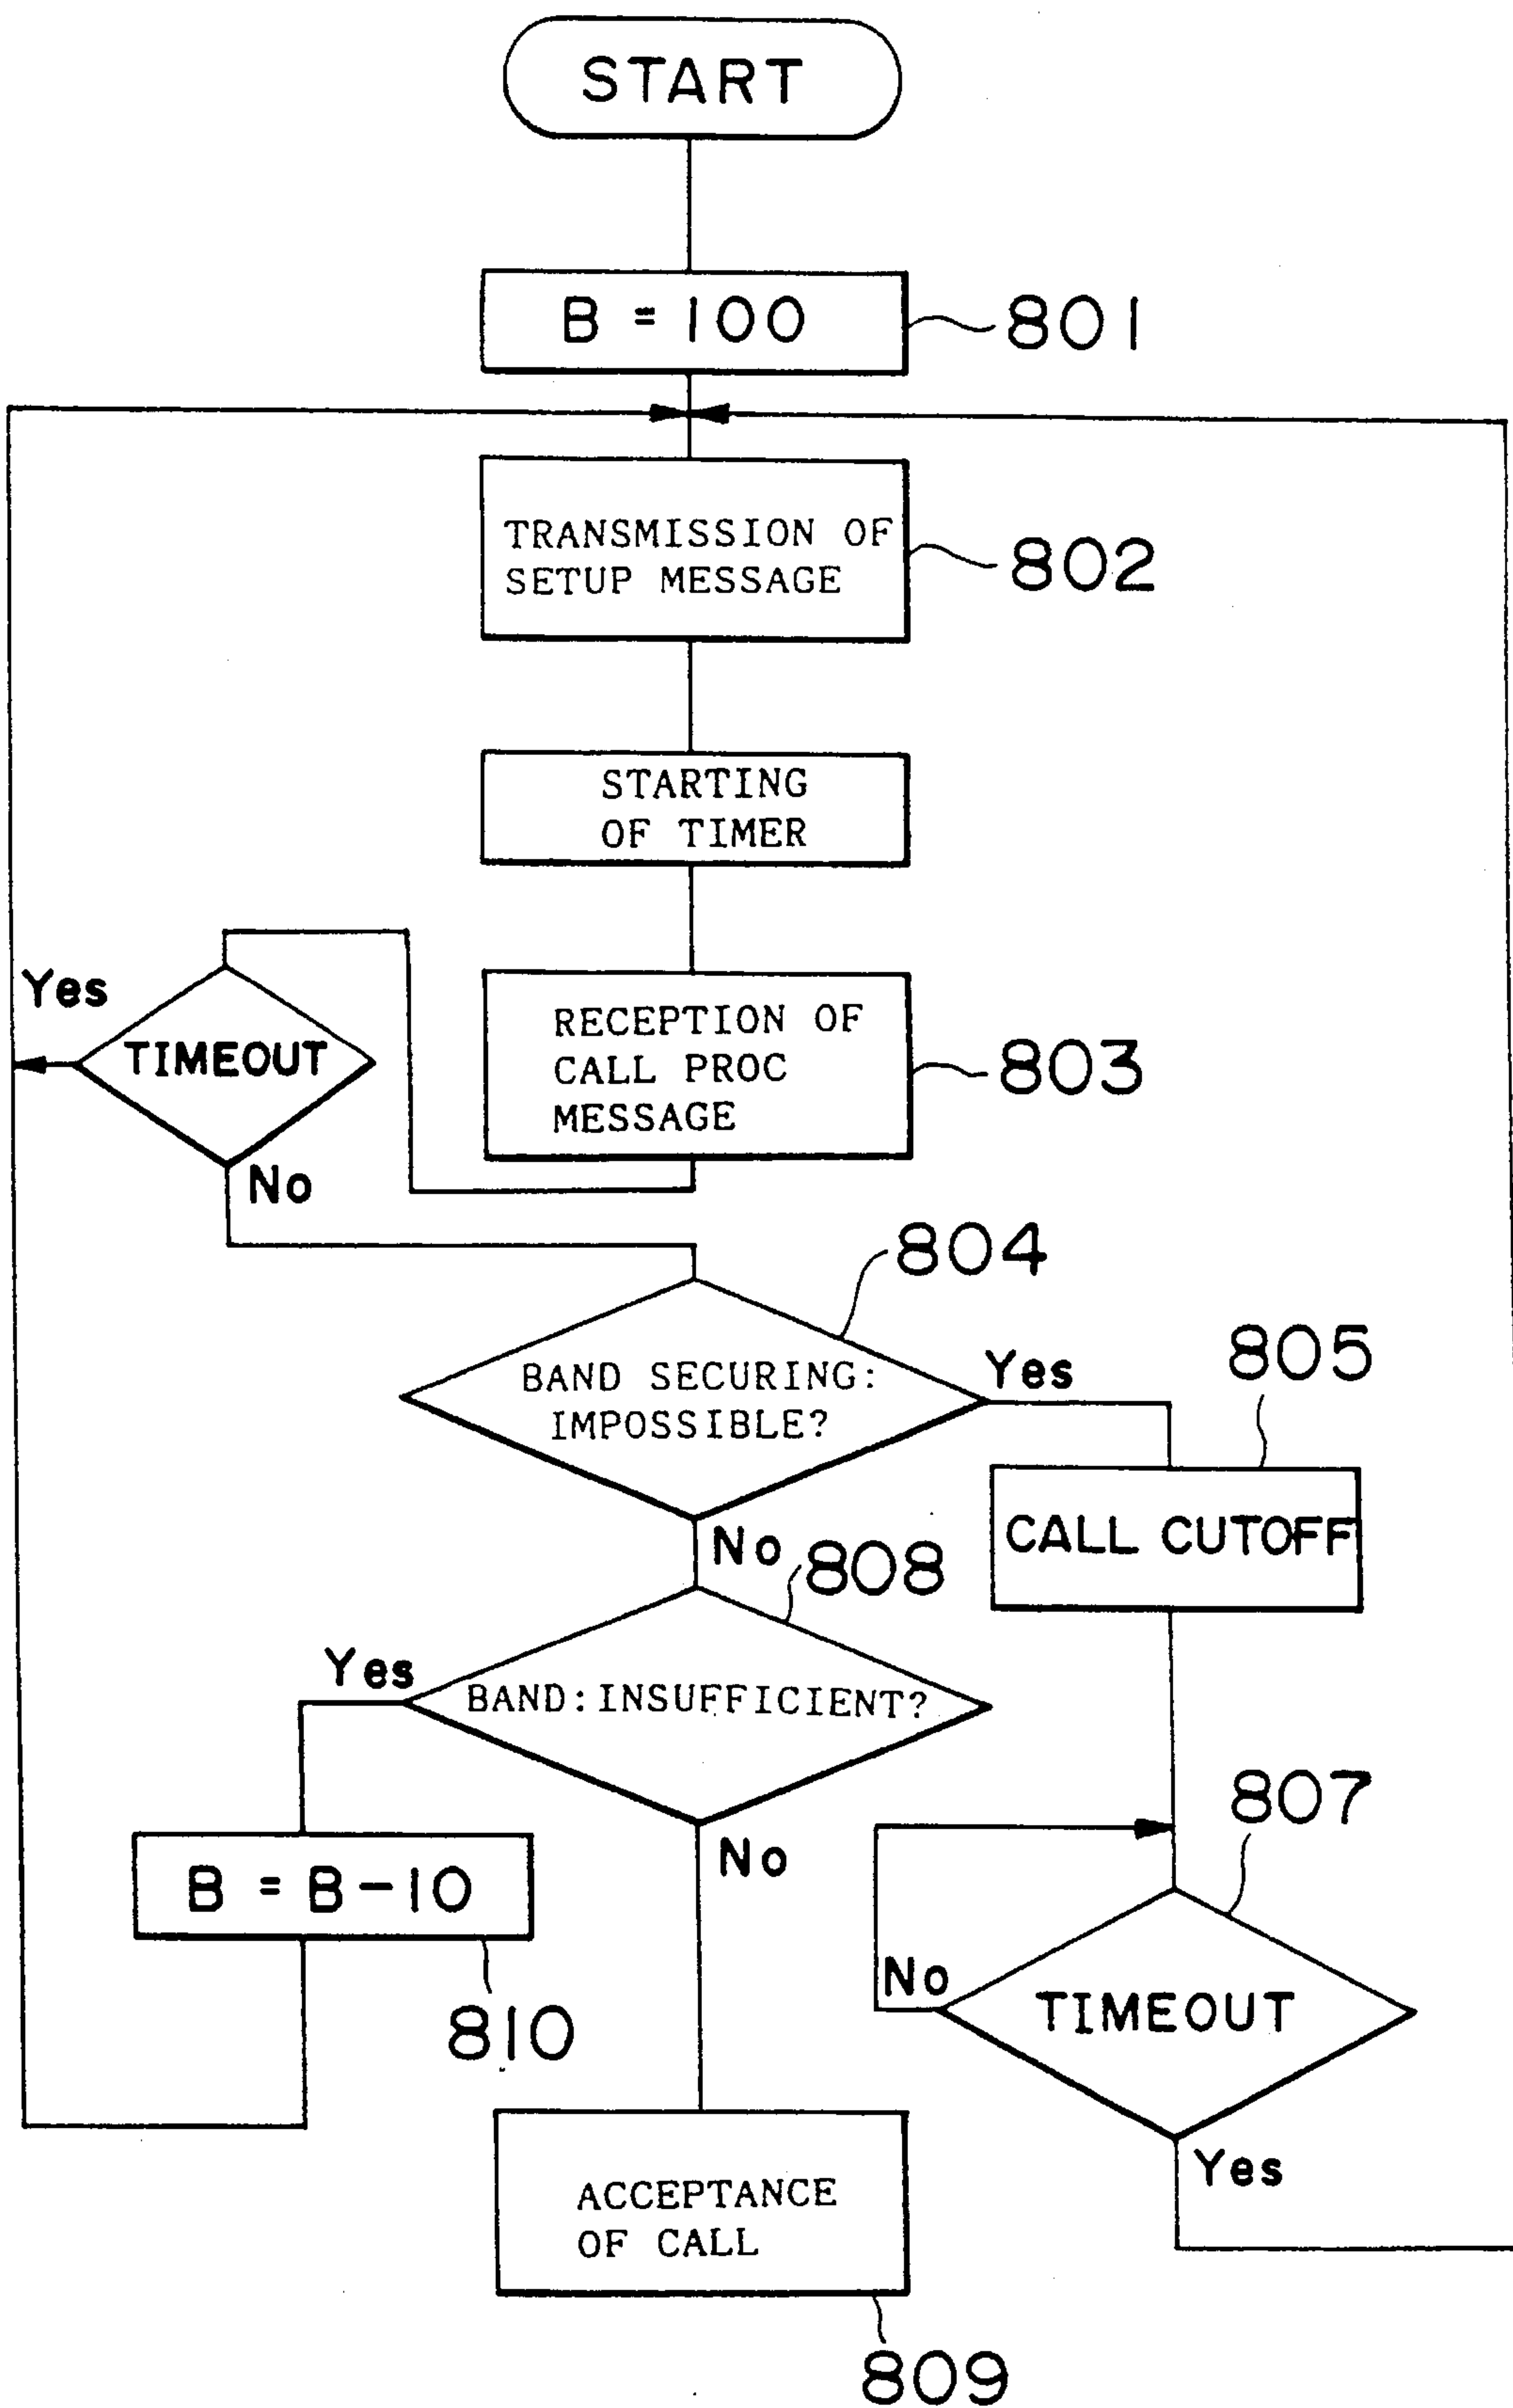 START
B = 100
801
TRANSMISSION OF
SETUP MESSAGE
802
STARTING
OF TIMER
Yes
TIMEOUT
No
RECEPTION OF
CALL PROC
MESSAGE
803
804
BAND SECURING:
IMPOSSIBLE?
Yes
805
CALL CUTOFF
No
808
Yes
BAND:INSUFFICIENT?
No
B = B-10
810
807
No
TIMEOUT
Yes
ACCEPTANCE
OF CALL
809